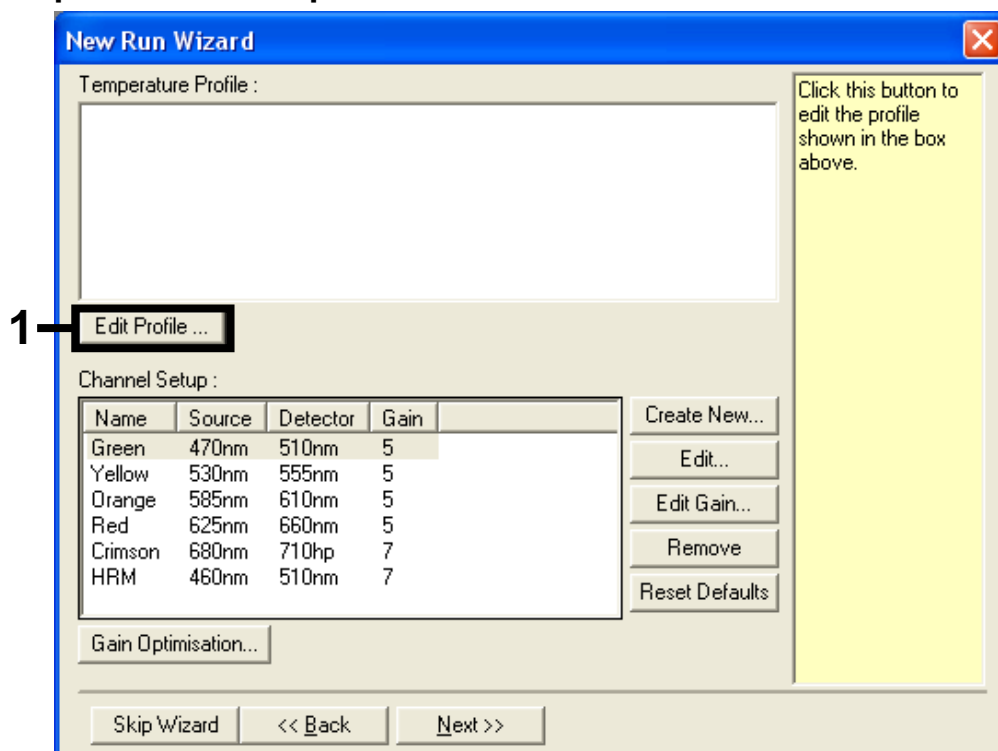 New Run Wizard
Temperature Profile :
Click this button to
edit the profile
shown in the box
above.
1
Edit Profile ...
Channel Setup :
Name Source Detector Gain
Green 470nm 510nm 5
Yellow 530nm 555nm 5
Orange 585nm 610nm 5
Red 625nm 660nm 5
Crimson 680nm 710hp 7
HRM 460nm 510nm 7
Create New...
Edit...
Edit Gain...
Remove
Reset Defaults
Gain Optimisation...
Skip Wizard
<< Back
Next >>